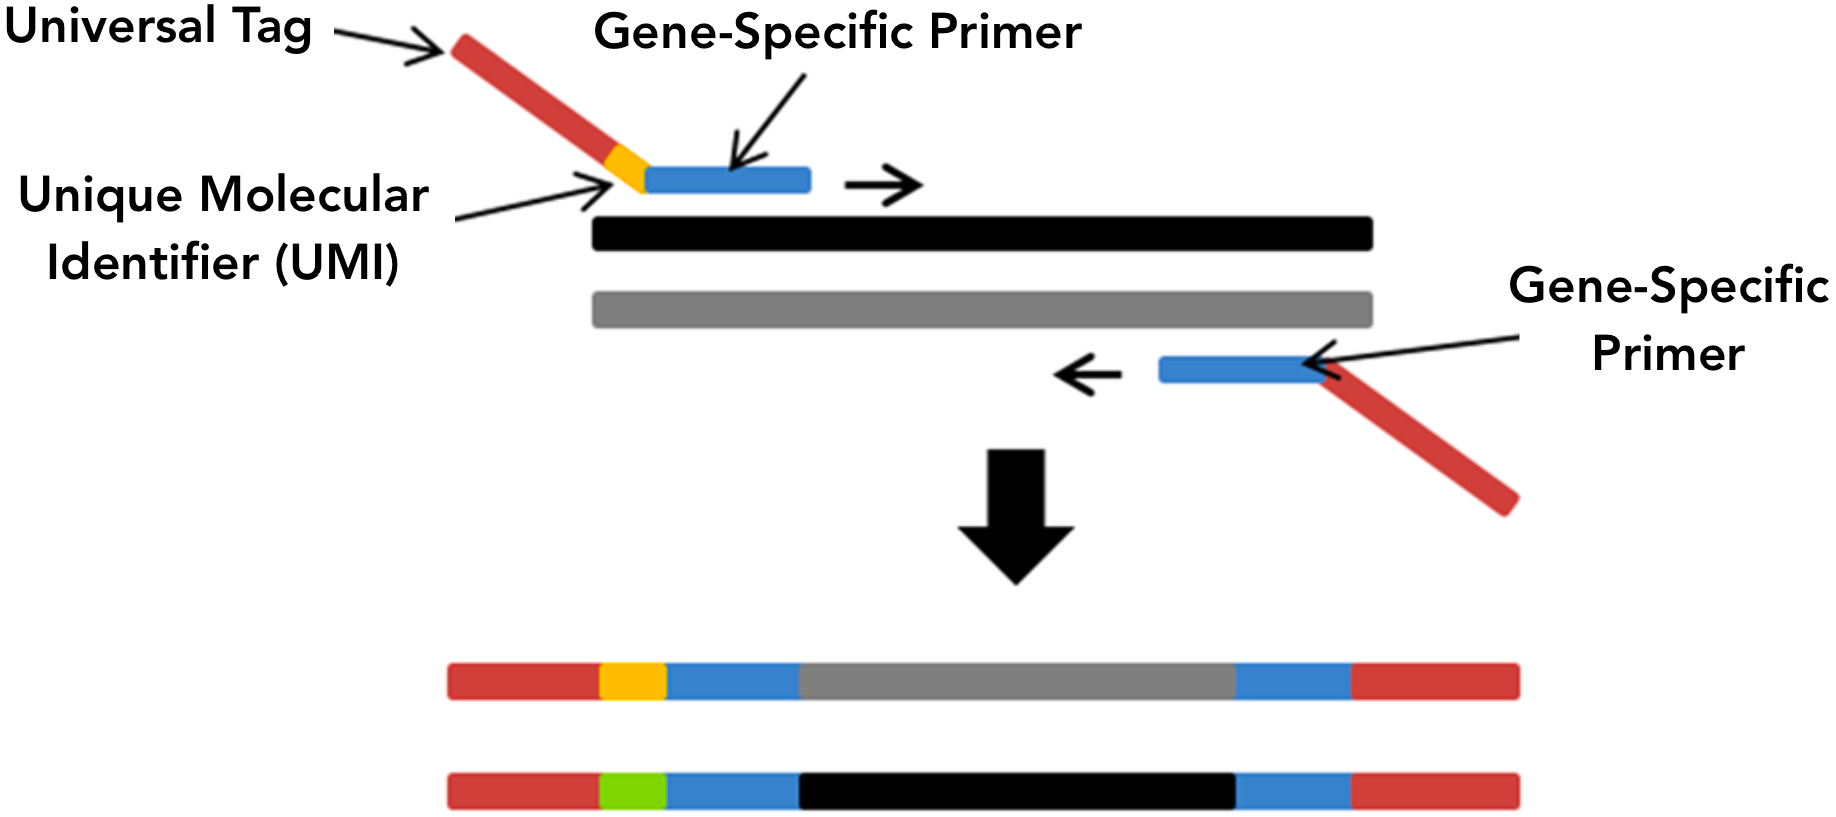 Universal Tag
Gene-Specific Primer
Unique Molecular
Identifier (UMI)
Gene-Specific
Primer